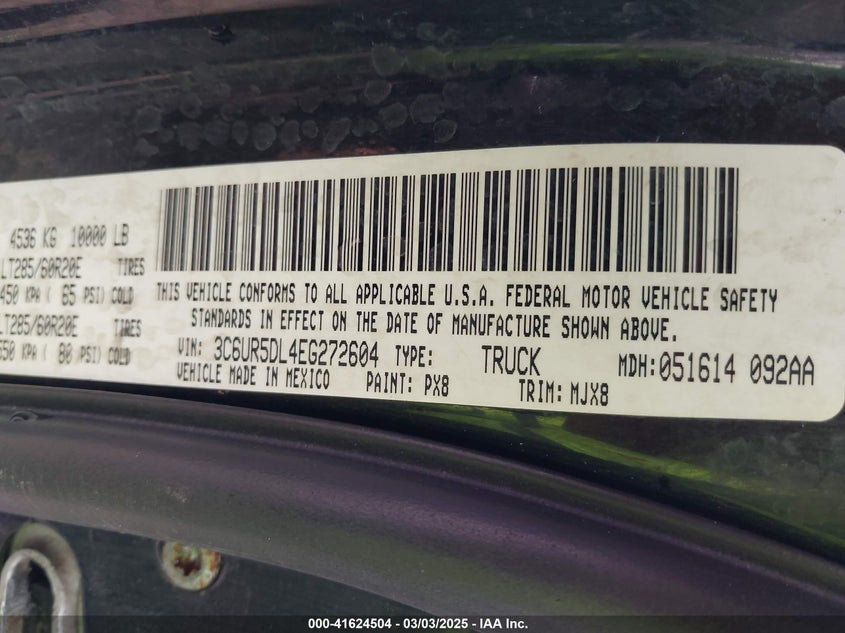 4536 KG 10000 LB
LT285/60R20E TIRES
450 KPA ( 65 PSI) COLD
LT285/60R20E TIRES
550 KPA ( 80 PSI) COLD
THIS VEHICLE CONFORMS TO ALL APPLICABLE U.S.A. FEDERAL MOTOR VEHICLE SAFETY
STANDARDS IN EFFECT ON THE DATE OF MANUFACTURE SHOWN ABOVE.
VIN: 3C6UR5DL4EG272604 TYPE: TRUCK MDH:051614 092AA
VEHICLE MADE IN MEXICO PAINT: PX8 TRIM: MJX8
000-41624504 – 03/03/2025 – IAA Inc.